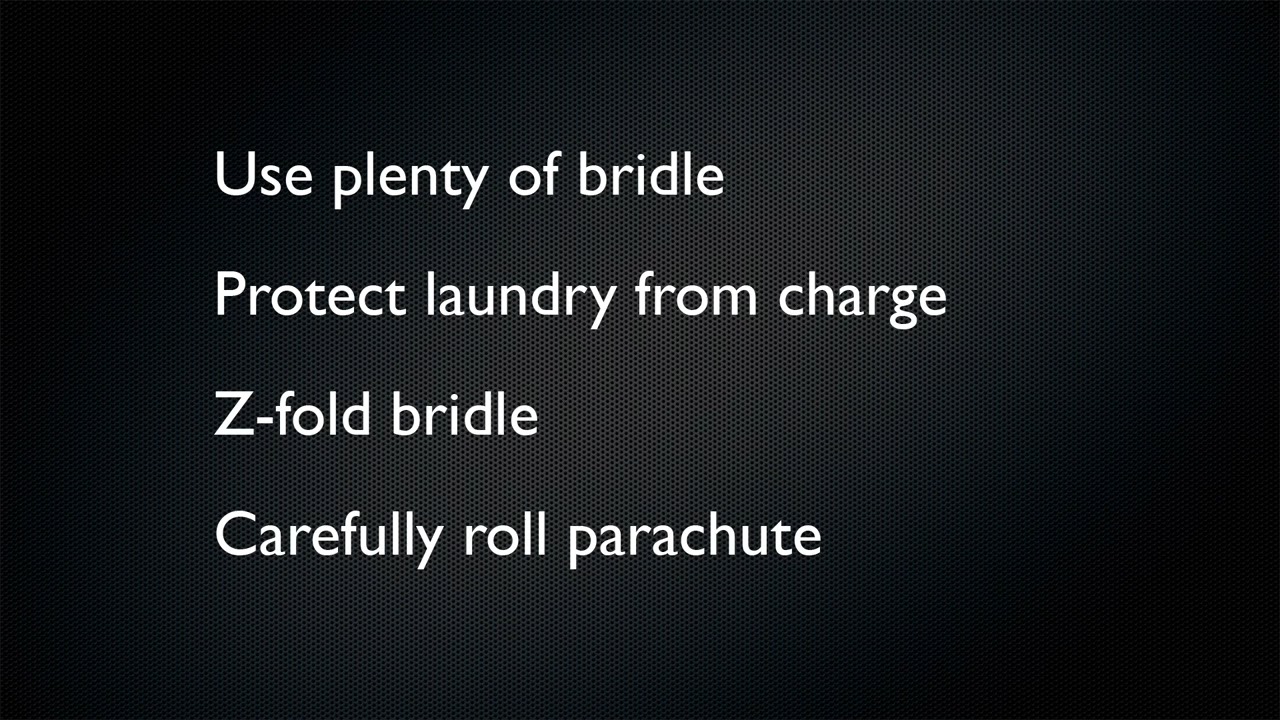 Use plenty of bridle
Protect laundry from charge
Z-fold bridle
Carefully roll parachute